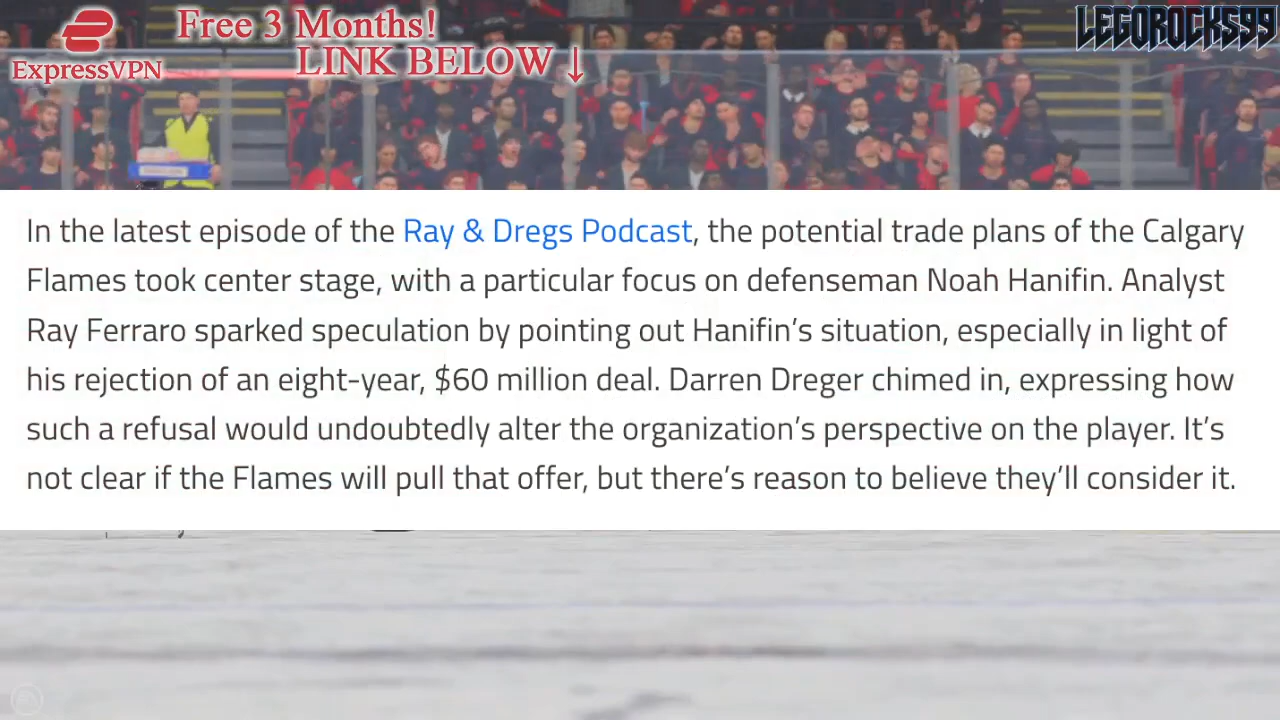 Free 3 Months!
LINK BELOW ↓
ExpressVPN
LEGOROCKS99
In the latest episode of the Ray & Dregs Podcast, the potential trade plans of the Calgary
Flames took center stage, with a particular focus on defenseman Noah Hanifin. Analyst
Ray Ferraro sparked speculation by pointing out Hanifin's situation, especially in light of
his rejection of an eight-year, $60 million deal. Darren Dreger chimed in, expressing how
such a refusal would undoubtedly alter the organization's perspective on the player. It's
not clear if the Flames will pull that offer, but there's reason to believe they'll consider it.